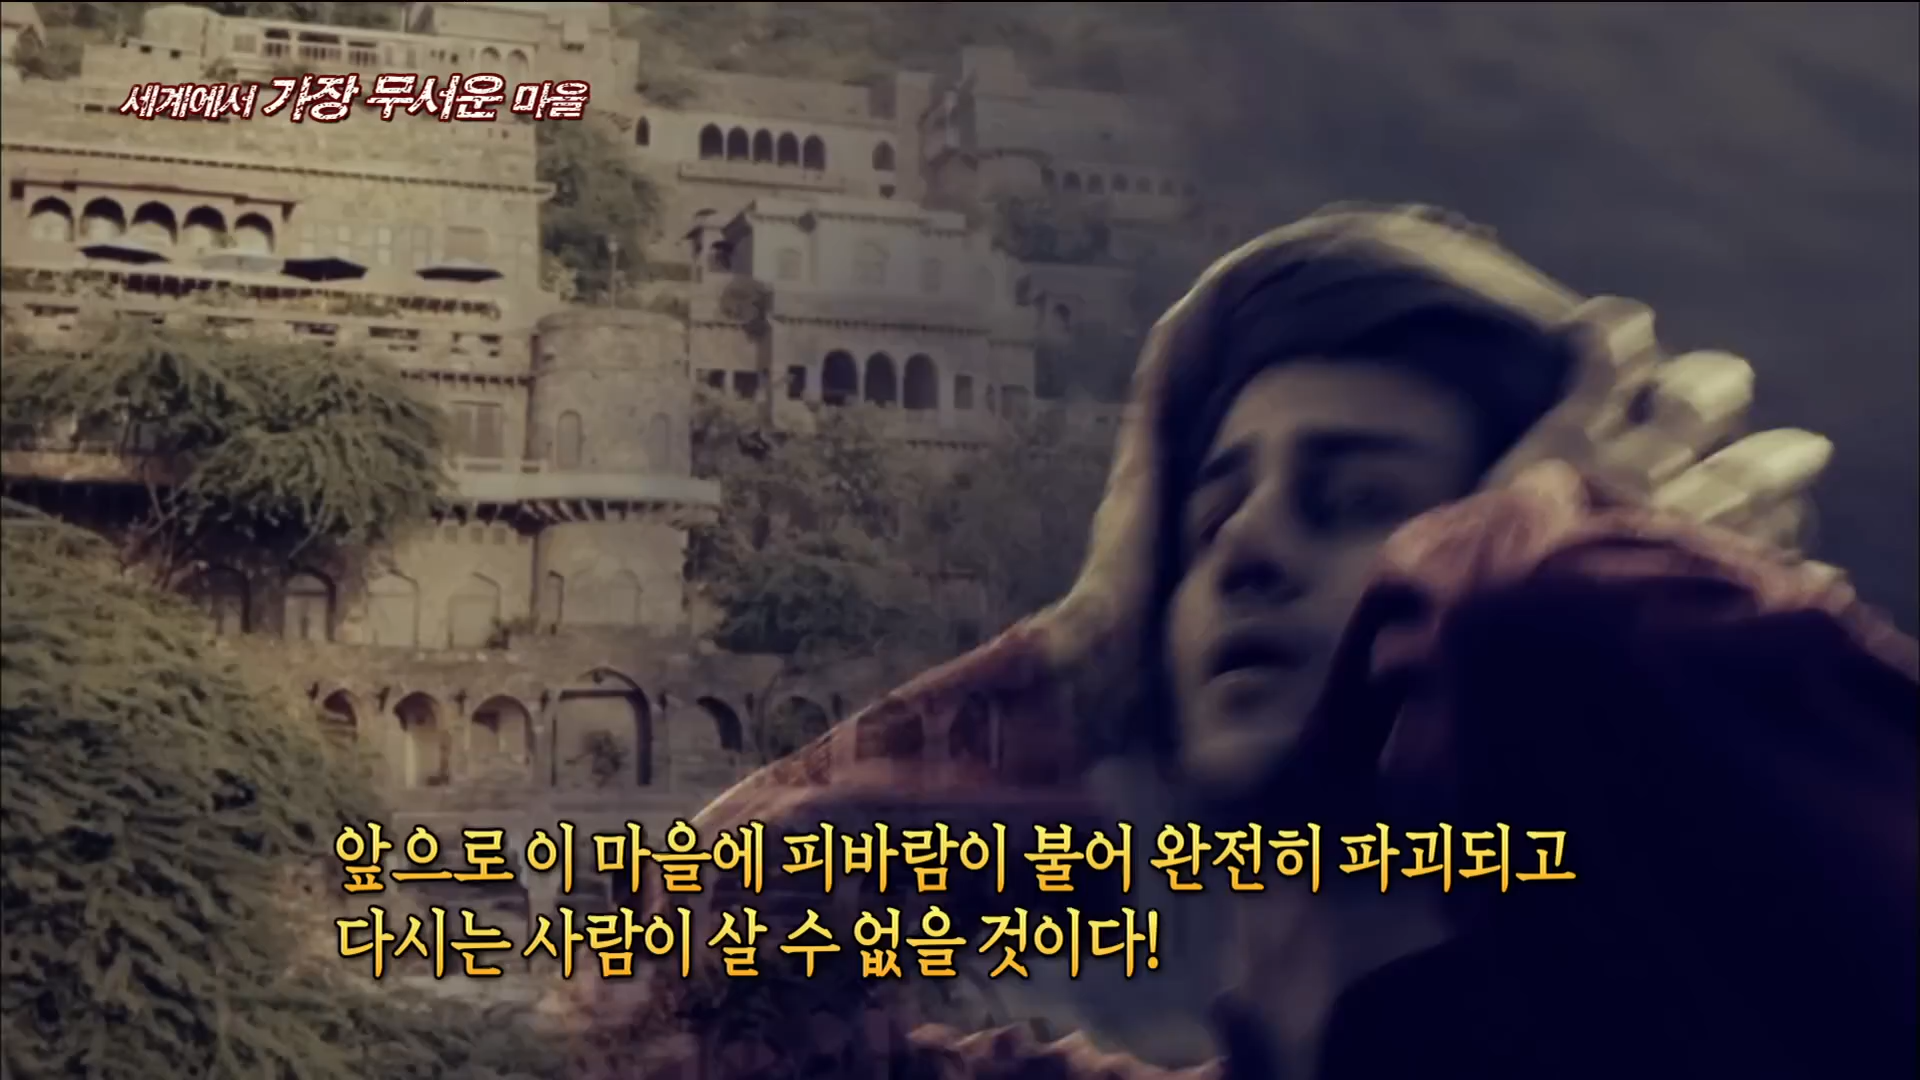 세계에서 가장 무서운 마을
앞으로 이 마을에 피바람이 불어 완전히 파괴되고
다시는 사람이 살 수 없을 것이다!